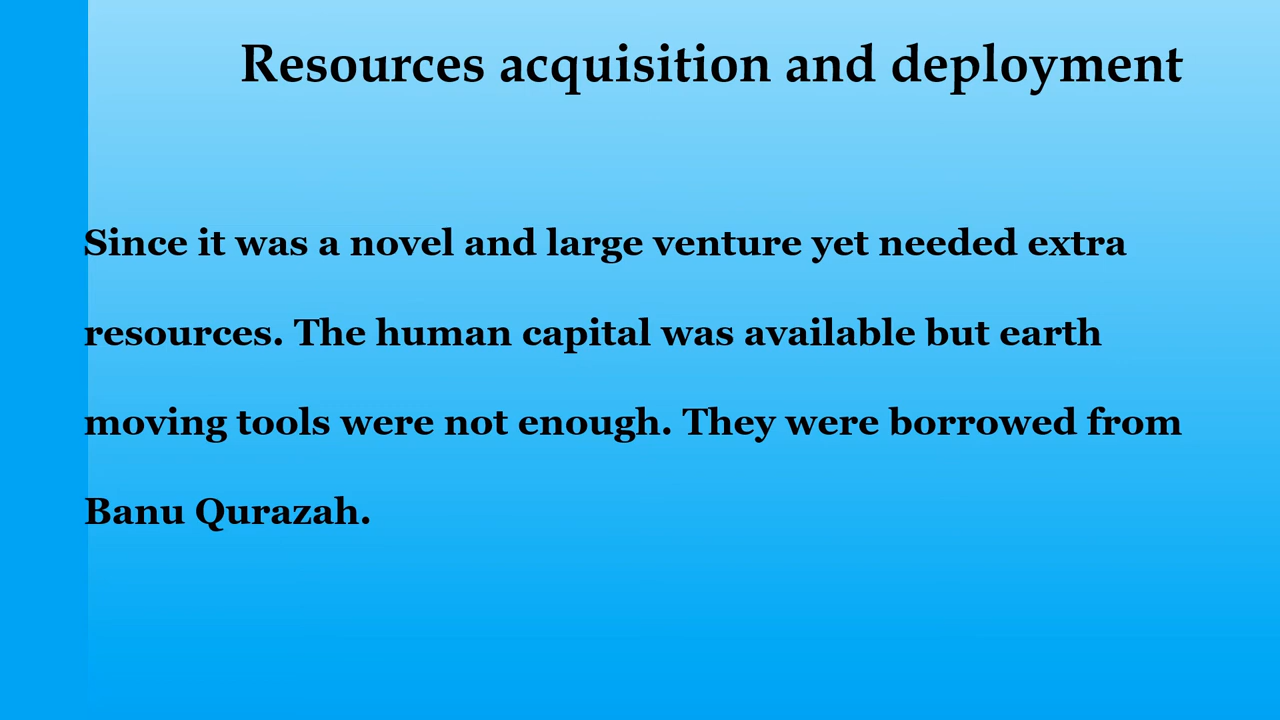 Resources acquisition and deployment
Since it was a novel and large venture yet needed extra
resources. The human capital was available but earth
moving tools were not enough. They were borrowed from
Banu Qurazah.